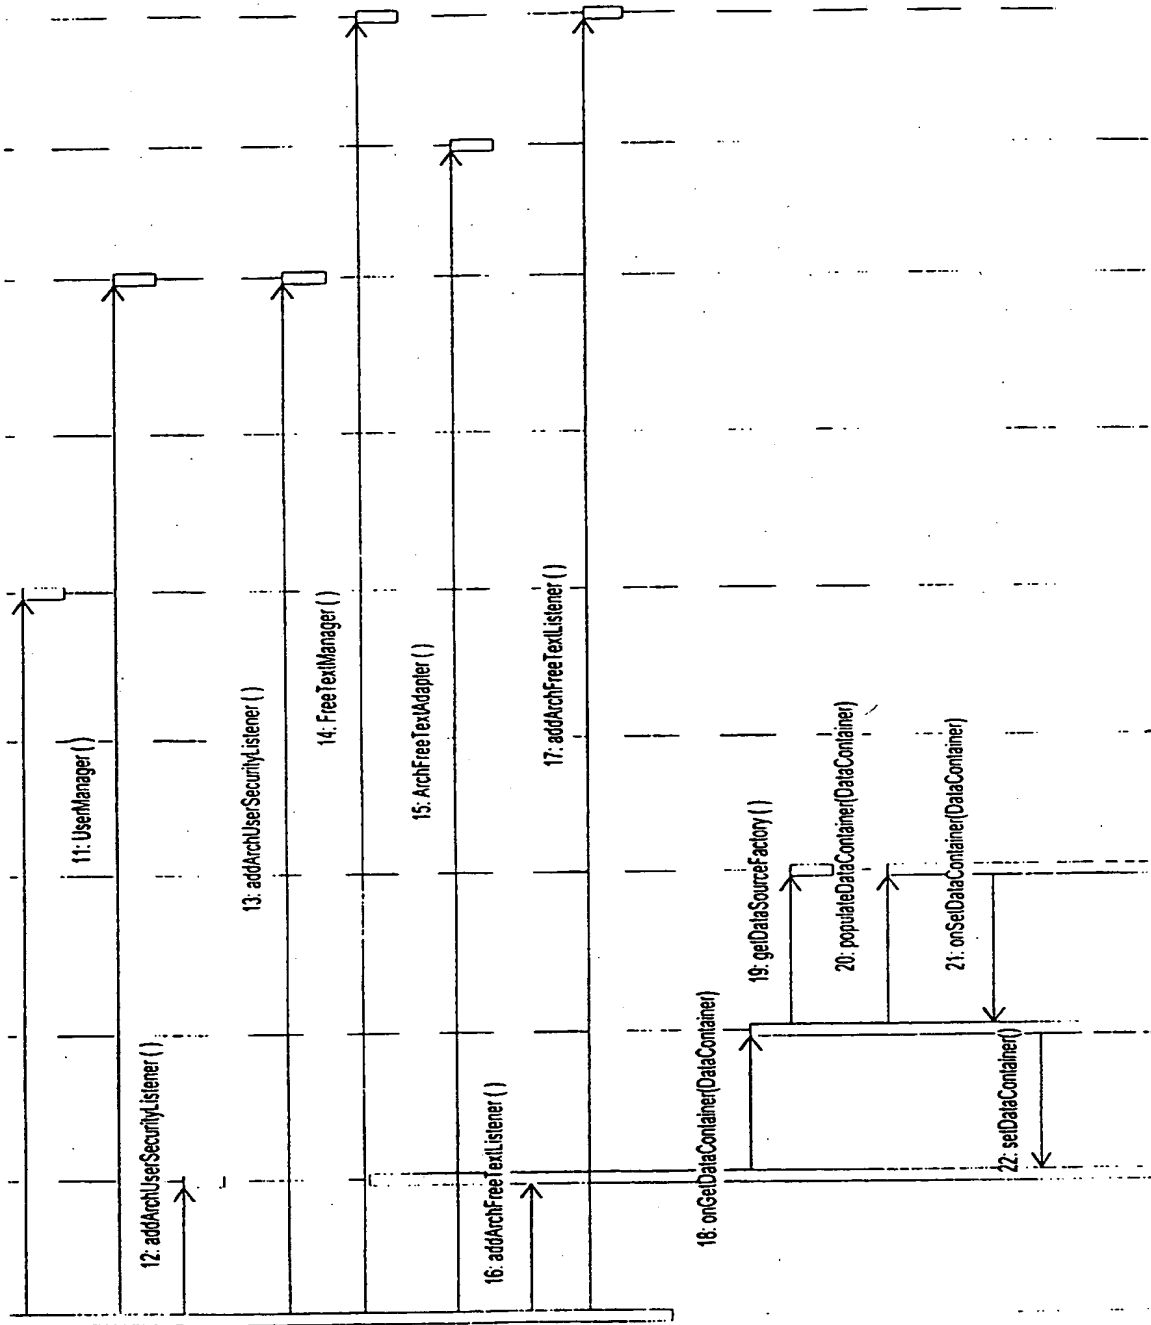 11: UserManager ( )
12: addArchUserSecurityListener ( )
13: addArchUserSecurityListener ( )
14: FreeTextManager ( )
15: ArchFreeTextAdapter ( )
16: addArchFreeTextListener ( )
17: addArchFreeTextListener ( )
18: onGetDataContainer(DataContainer)
19: getDataSourceFactory ( )
20: populateDataContainer(DataContainer)
21: onSetDataContainer(DataContainer)
22: setDataContainer()